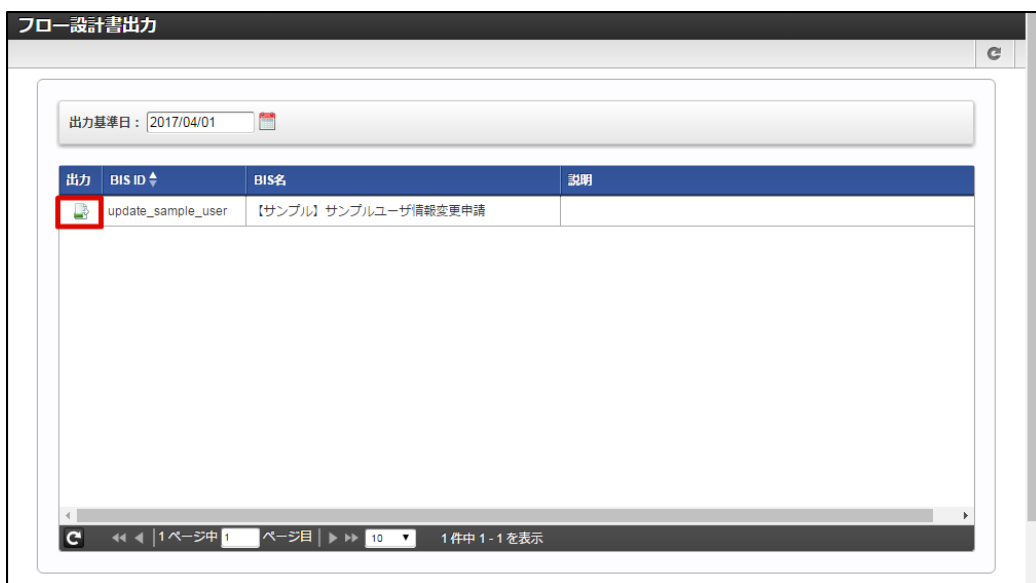 フロー設計書出力
出力基準日： 2017/04/01
出力 BIS ID BIS名 説明
update_sample_user 【サンプル】サンプルユーザ情報変更申請
1 ページ中 1 ページ目 10 1 件中 1 - 1 を表示